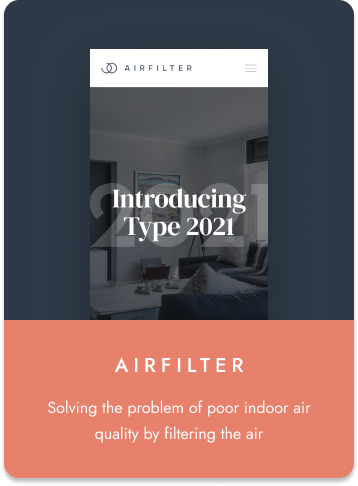 AIRFILTER
2021
Introducing
Type 2021
AIRFILTER
Solving the problem of poor indoor air
quality by filtering the air